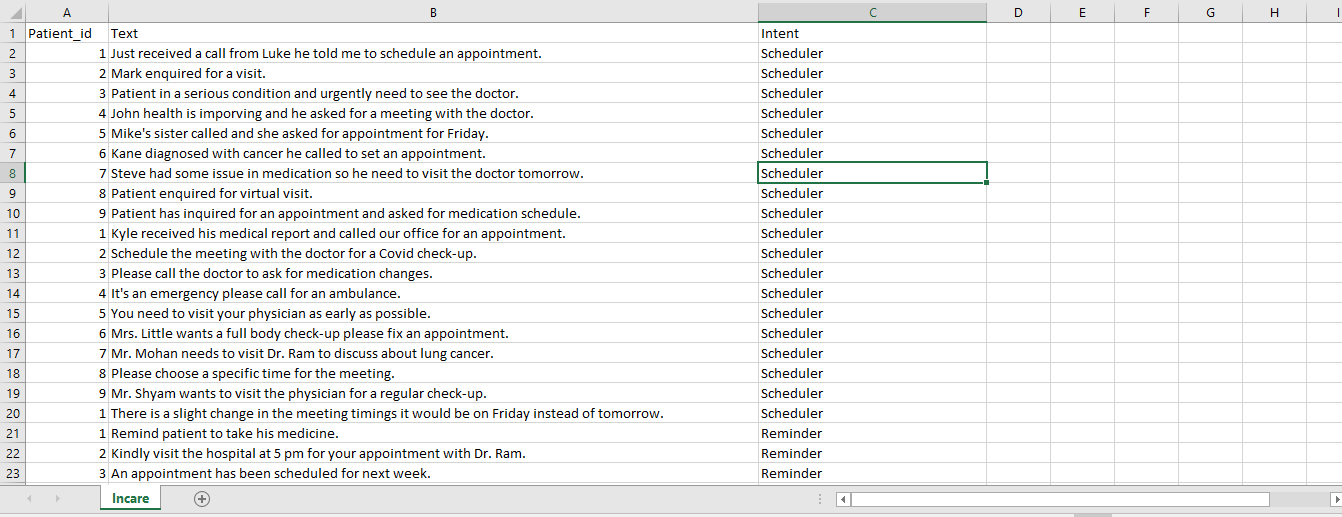 A B C D E F G H I
1 Patient_id Text Intent
2 1 Just received a call from Luke he told me to schedule an appointment. Scheduler
3 2 Mark enquired for a visit. Scheduler
4 3 Patient in a serious condition and urgently need to see the doctor. Scheduler
5 4 John health is imporving and he asked for a meeting with the doctor. Scheduler
6 5 Mike's sister called and she asked for appointment for Friday. Scheduler
7 6 Kane diagnosed with cancer he called to set an appointment. Scheduler
8 7 Steve had some issue in medication so he need to visit the doctor tomorrow. Scheduler
9 8 Patient enquired for virtual visit. Scheduler
10 9 Patient has inquired for an appointment and asked for medication schedule. Scheduler
11 1 Kyle received his medical report and called our office for an appointment. Scheduler
12 2 Schedule the meeting with the doctor for a Covid check-up. Scheduler
13 3 Please call the doctor to ask for medication changes. Scheduler
14 4 It's an emergency please call for an ambulance. Scheduler
15 5 You need to visit your physician as early as possible. Scheduler
16 6 Mrs. Little wants a full body check-up please fix an appointment. Scheduler
17 7 Mr. Mohan needs to visit Dr. Ram to discuss about lung cancer. Scheduler
18 8 Please choose a specific time for the meeting. Scheduler
19 9 Mr. Shyam wants to visit the physician for a regular check-up. Scheduler
20 1 There is a slight change in the meeting timings it would be on Friday instead of tomorrow. Scheduler
21 1 Remind patient to take his medicine. Reminder
22 2 Kindly visit the hospital at 5 pm for your appointment with Dr. Ram. Reminder
23 3 An appointment has been scheduled for next week. Reminder
Incare